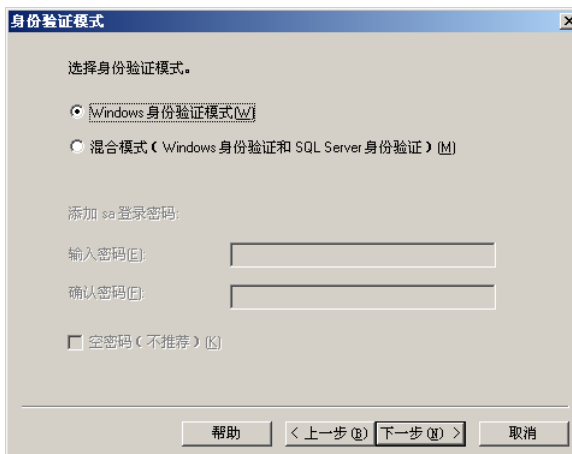 身份验证模式
选择身份验证模式。
Windows 身份验证模式(W)
混合模式（Windows 身份验证和 SQL Server 身份验证）(M)
添加 sa 登录密码:
输入密码(E):
确认密码(F):
空密码（不推荐）(K)
帮助 < 上一步(B) 下一步(N) > 取消